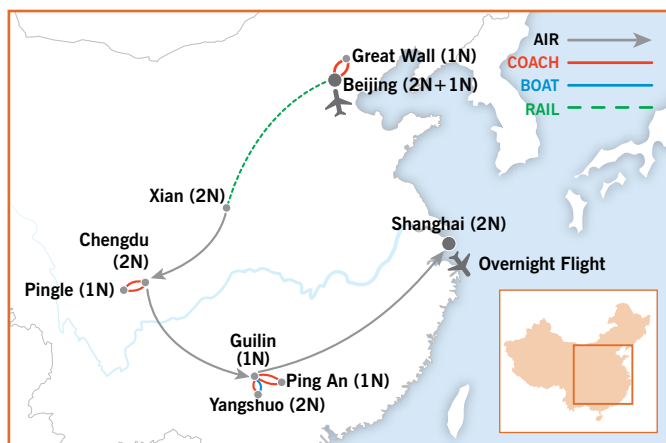 Great Wall (1N)
Beijing (2N+1N)
AIR
COACH
BOAT
RAIL
Xian (2N)
Shanghai (2N)
Chengdu
(2N)
Overnight Flight
Pingle (1N)
Guilin
(1N)
Ping An (1N)
Yangshuo (2N)